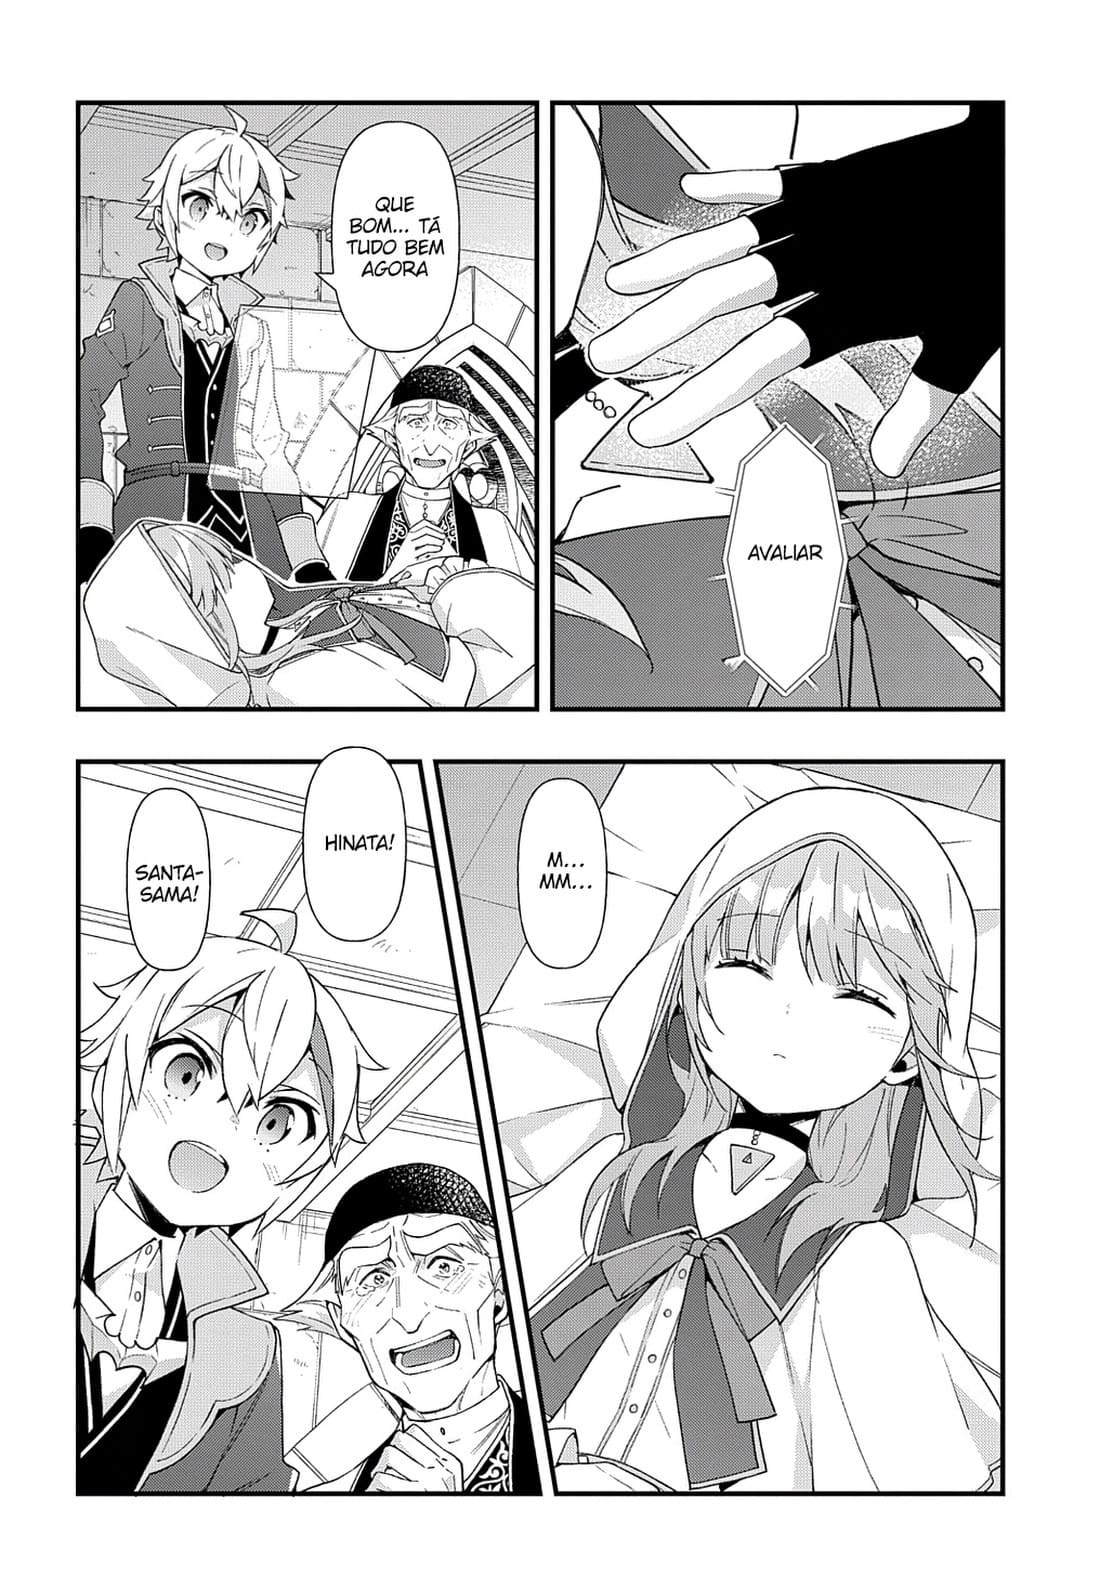 AVALIAR
QUE
BOM... TÁ
TUDO BEM
AGORA
M...
MM...
HINATA!
SANTA-
SAMA!